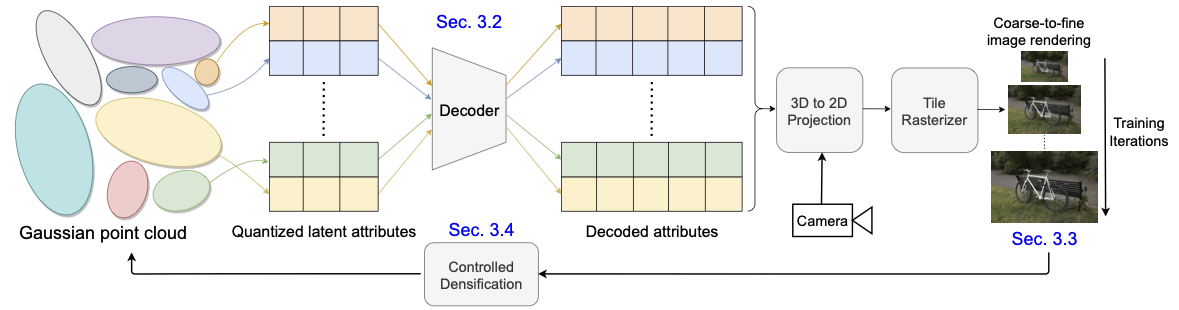 Sec. 3.2
Coarse-to-fine
image rendering
Decoder
3D to 2D
Projection
Tile
Rasterizer
Training
Iterations
Camera
Gaussian point cloud
Quantized latent attributes
Sec. 3.4
Decoded attributes
Sec. 3.3
Controlled
Densification